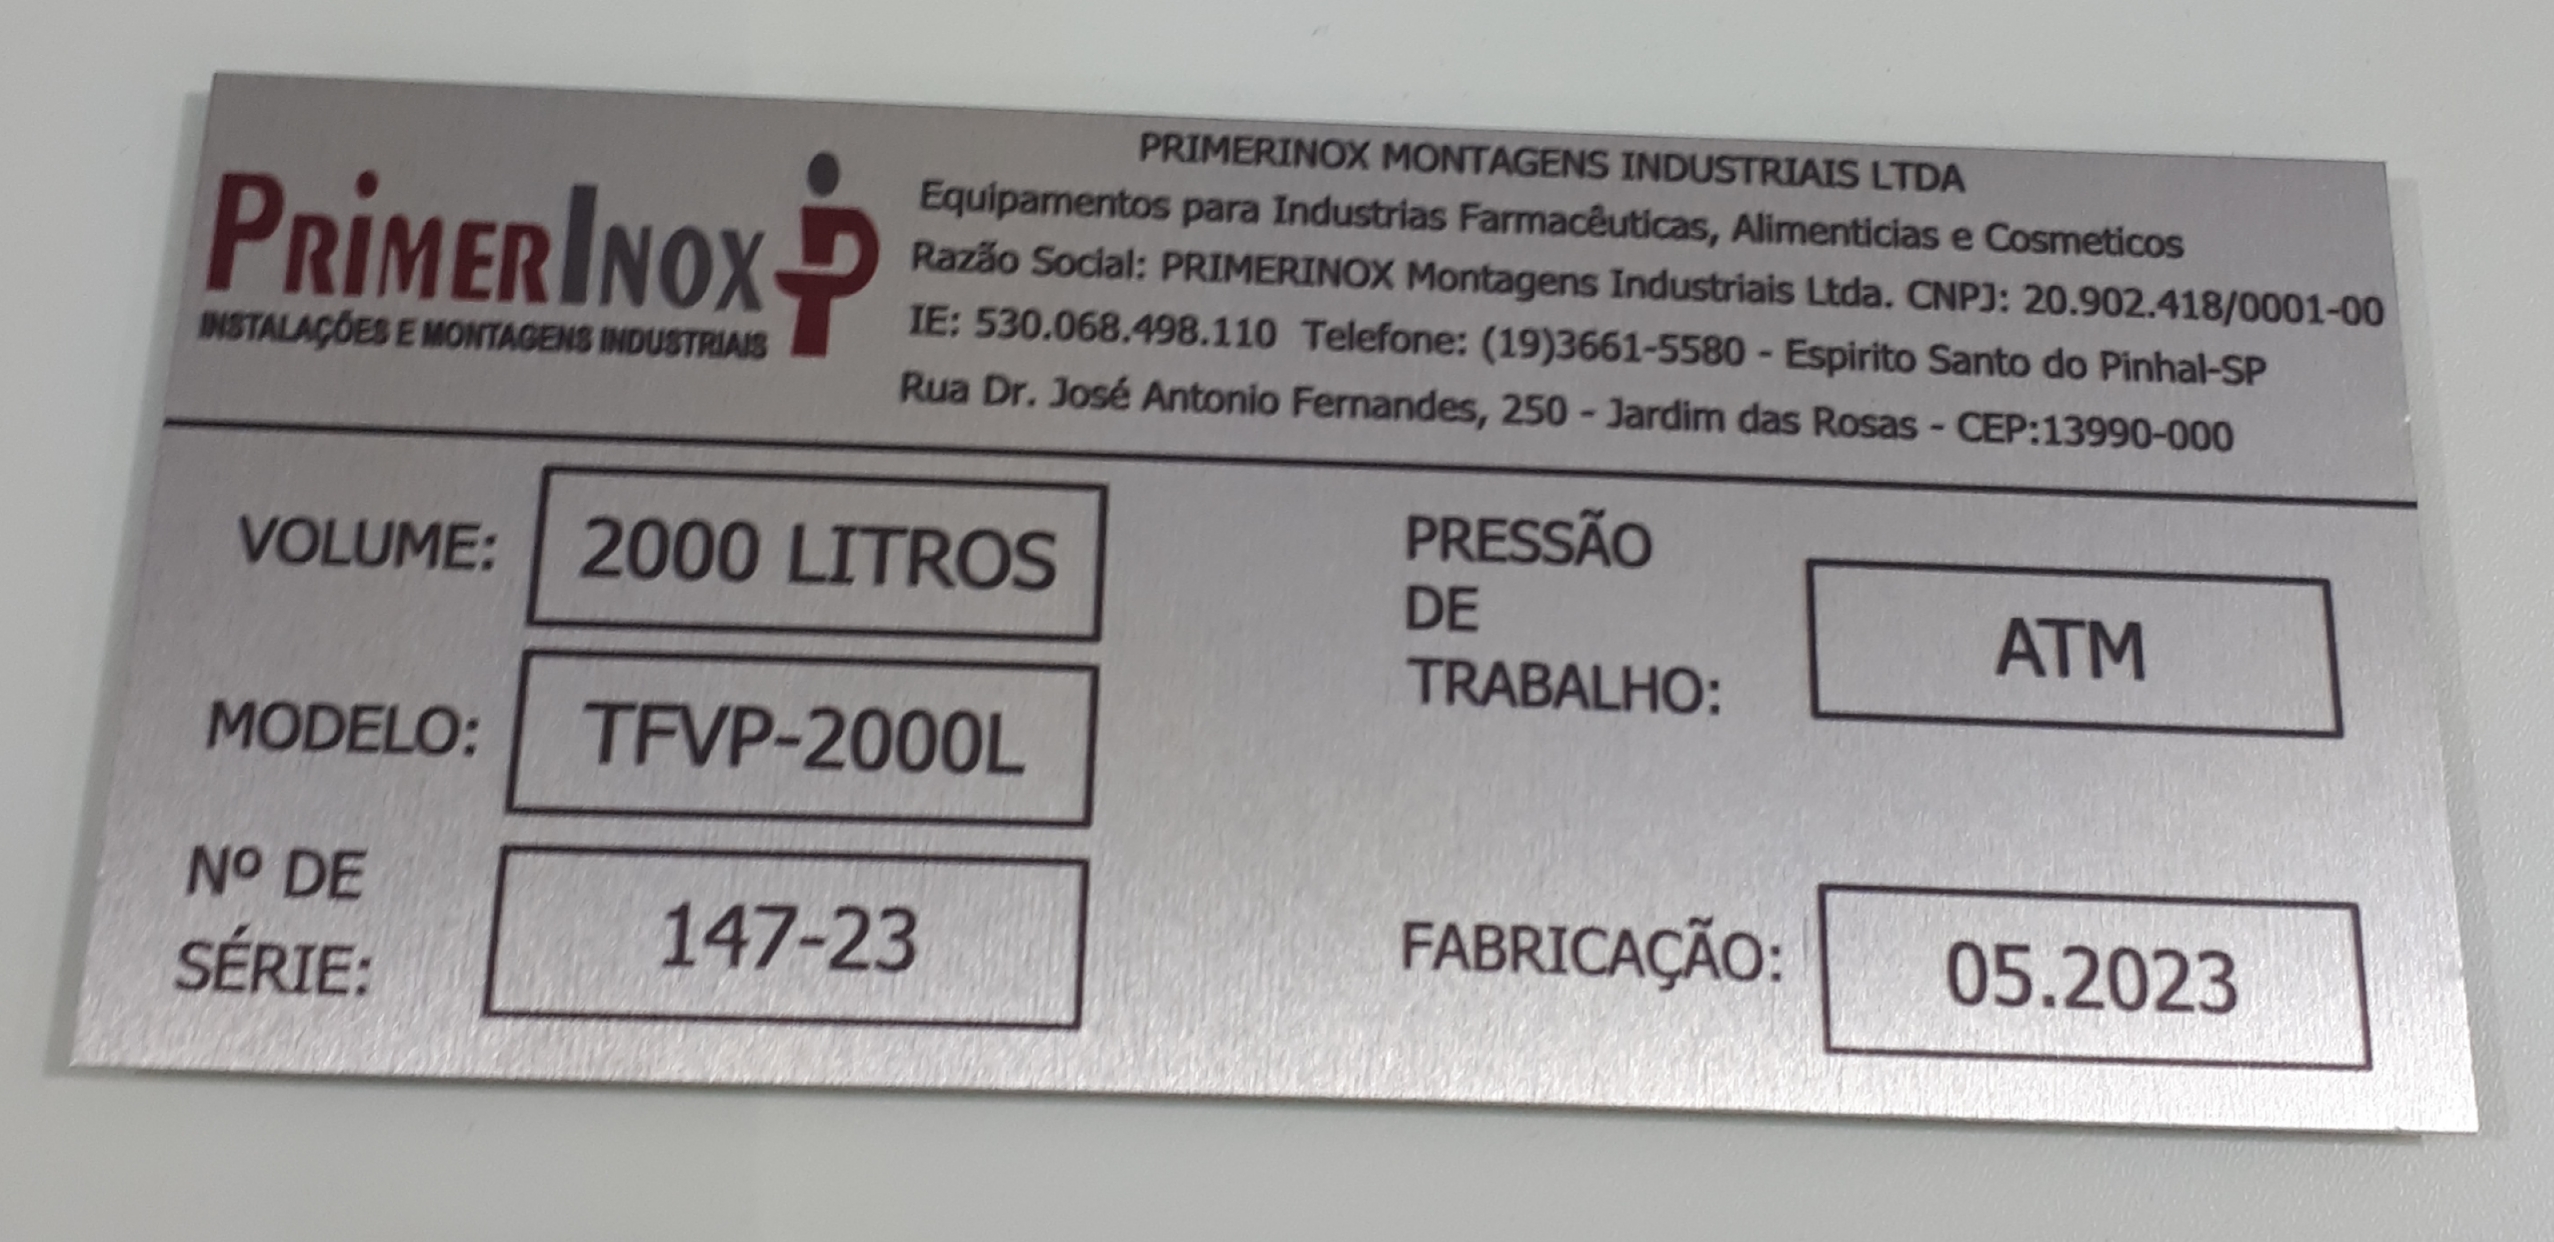 PRIMERINOX
INSTALAÇÕES E MONTAGENS INDUSTRIAIS
PRIMERINOX MONTAGENS INDUSTRIAIS LTDA
Equipamentos para Industrias Farmacêuticas, Alimenticias e Cosmeticos
Razão Social: PRIMERINOX Montagens Industriais Ltda. CNPJ: 20.902.418/0001-00
IE: 530.068.498.110 Telefone: (19)3661-5580 - Espirito Santo do Pinhal-SP
Rua Dr. José Antonio Fernandes, 250 - Jardim das Rosas - CEP:13990-000
VOLUME: 2000 LITROS
MODELO: TFVP-2000L
Nº DE
SÉRIE: 147-23
PRESSÃO
DE
TRABALHO: ATM
FABRICAÇÃO: 05.2023